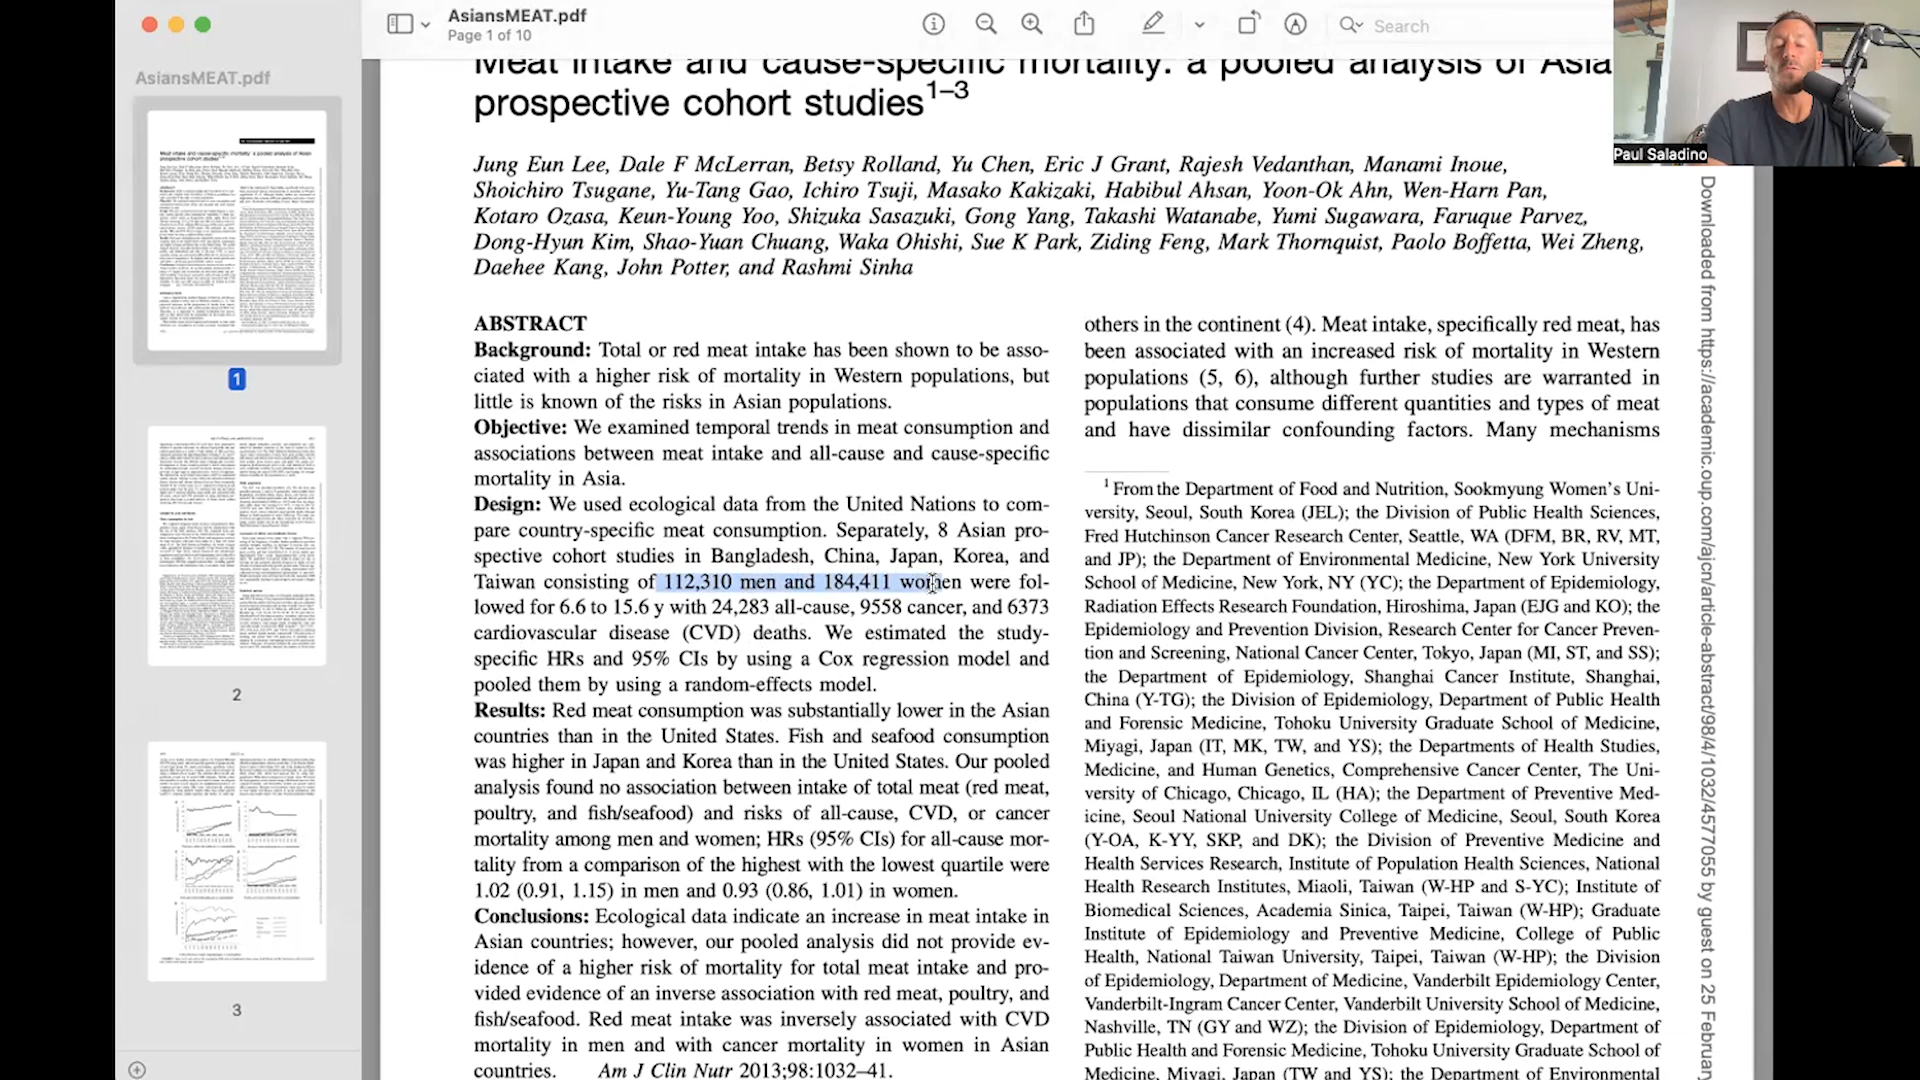 AsiansMEAT.pdf
Page 1 of 10
Search
AsiansMEAT.pdf
1
2
3
Paul Saladino
Meat intake and cause-specific mortality: a pooled analysis of Asia
prospective cohort studies1–3
Jung Eun Lee, Dale F McLerran, Betsy Rolland, Yu Chen, Eric J Grant, Rajesh Vedanthan, Manami Inoue,
Shoichiro Tsugane, Yu-Tang Gao, Ichiro Tsuji, Masako Kakizaki, Habibul Ahsan, Yoon-Ok Ahn, Wen-Harn Pan,
Kotaro Ozasa, Keun-Young Yoo, Shizuka Sasazuki, Gong Yang, Takashi Watanabe, Yumi Sugawara, Faruque Parvez,
Dong-Hyun Kim, Shao-Yuan Chuang, Waka Ohishi, Sue K Park, Ziding Feng, Mark Thornquist, Paolo Boffetta, Wei Zheng,
Daehee Kang, John Potter, and Rashmi Sinha
ABSTRACT
Background: Total or red meat intake has been shown to be asso-
ciated with a higher risk of mortality in Western populations, but
little is known of the risks in Asian populations.
Objective: We examined temporal trends in meat consumption and
associations between meat intake and all-cause and cause-specific
mortality in Asia.
Design: We used ecological data from the United Nations to com-
pare country-specific meat consumption. Separately, 8 Asian pro-
spective cohort studies in Bangladesh, China, Japan, Korea, and
Taiwan consisting of 112,310 men and 184,411 women were fol-
lowed for 6.6 to 15.6 y with 24,283 all-cause, 9558 cancer, and 6373
cardiovascular disease (CVD) deaths. We estimated the study-
specific HRs and 95% CIs by using a Cox regression model and
pooled them by using a random-effects model.
Results: Red meat consumption was substantially lower in the Asian
countries than in the United States. Fish and seafood consumption
was higher in Japan and Korea than in the United States. Our pooled
analysis found no association between intake of total meat (red meat,
poultry, and fish/seafood) and risks of all-cause, CVD, or cancer
mortality among men and women; HRs (95% CIs) for all-cause mor-
tality from a comparison of the highest with the lowest quartile were
1.02 (0.91, 1.15) in men and 0.93 (0.86, 1.01) in women.
Conclusions: Ecological data indicate an increase in meat intake in
Asian countries; however, our pooled analysis did not provide ev-
idence of a higher risk of mortality for total meat intake and pro-
vided evidence of an inverse association with red meat, poultry, and
fish/seafood. Red meat intake was inversely associated with CVD
mortality in men and with cancer mortality in women in Asian
countries. Am J Clin Nutr 2013;98:1032–41.
others in the continent (4). Meat intake, specifically red meat, has
been associated with an increased risk of mortality in Western
populations (5, 6), although further studies are warranted in
populations that consume different quantities and types of meat
and have dissimilar confounding factors. Many mechanisms
1 From the Department of Food and Nutrition, Sookmyung Women's Uni-
versity, Seoul, South Korea (JEL); the Division of Public Health Sciences,
Fred Hutchinson Cancer Research Center, Seattle, WA (DFM, BR, RV, MT,
and JP); the Department of Environmental Medicine, New York University
School of Medicine, New York, NY (YC); the Department of Epidemiology,
Radiation Effects Research Foundation, Hiroshima, Japan (EJG and KO); the
Epidemiology and Prevention Division, Research Center for Cancer Preven-
tion and Screening, National Cancer Center, Tokyo, Japan (MI, ST, and SS);
the Department of Epidemiology, Shanghai Cancer Institute, Shanghai,
China (Y-TG); the Division of Epidemiology, Department of Public Health
and Forensic Medicine, Tohoku University Graduate School of Medicine,
Miyagi, Japan (IT, MK, TW, and YS); the Departments of Health Studies,
Medicine, and Human Genetics, Comprehensive Cancer Center, The Uni-
versity of Chicago, Chicago, IL (HA); the Department of Preventive Med-
icine, Seoul National University College of Medicine, Seoul, South Korea
(Y-OA, K-YY, SKP, and DK); the Division of Preventive Medicine and
Health Services Research, Institute of Population Health Sciences, National
Health Research Institutes, Miaoli, Taiwan (W-HP and S-YC); Institute of
Biomedical Sciences, Academia Sinica, Taipei, Taiwan (W-HP); Graduate
Institute of Epidemiology and Preventive Medicine, College of Public
Health, National Taiwan University, Taipei, Taiwan (W-HP); the Division
of Epidemiology, Department of Medicine, Vanderbilt Epidemiology Center,
Vanderbilt-Ingram Cancer Center, Vanderbilt University School of Medicine,
Nashville, TN (GY and WZ); the Division of Epidemiology, Department of
Public Health and Forensic Medicine, Tohoku University Graduate School of
Medicine, Miyagi, Japan (TW and YS); the Department of Environmental
Downloaded from https://academic.oup.com/ajcn/article-abstract/98/4/1032/4577055 by guest on 25 February